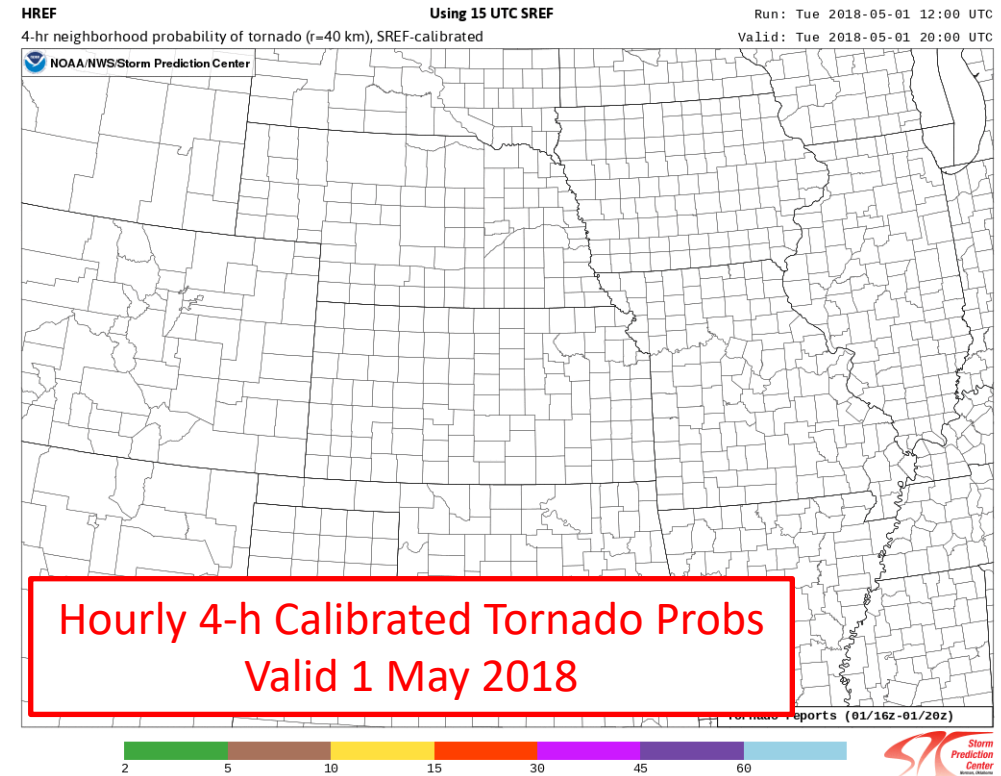 HREF Using 15 UTC SREF Run: Tue 2018-05-01 12:00 UTC
4-hr neighborhood probability of tornado (r=40 km), SREF-calibrated Valid: Tue 2018-05-01 20:00 UTC
NOAA/NWS/Storm Prediction Center
Hourly 4-h Calibrated Tornado Probs
Valid 1 May 2018
Tornado reports (01/16z-01/20z)
2 5 10 15 30 45 60
Storm
Prediction
Center
Norman, Oklahoma